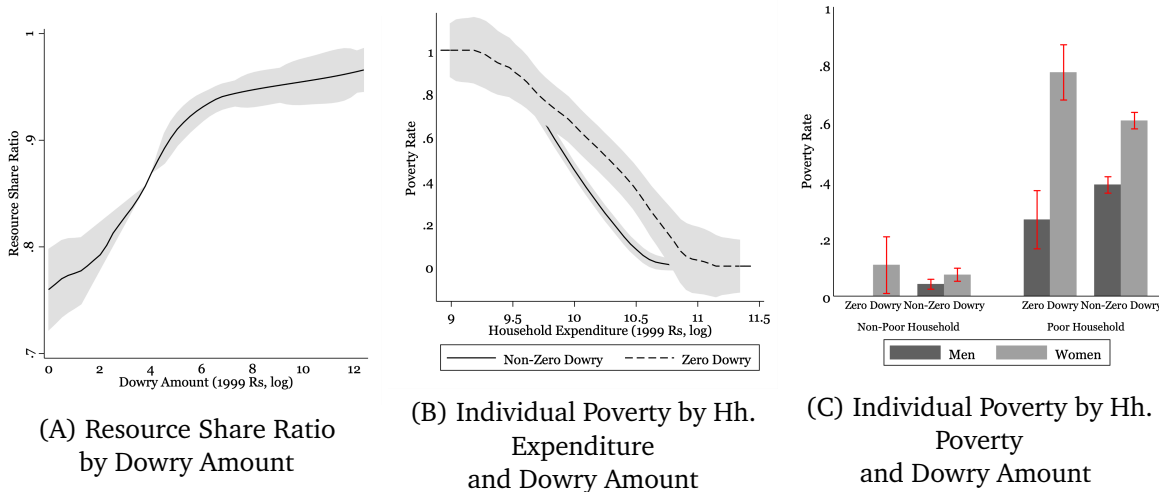 Resource Share Ratio
1
.9
.8
.7
0 2 4 6 8 10 12
Dowry Amount (1999 Rs, log)
(A) Resource Share Ratio
by Dowry Amount
Poverty Rate
1
.8
.6
.4
.2
0
9 9.5 10 10.5 11 11.5
Household Expenditure (1999 Rs, log)
Non-Zero Dowry Zero Dowry
(B) Individual Poverty by Hh.
Expenditure
and Dowry Amount
Poverty Rate
1
.8
.6
.4
.2
0
Zero Dowry Non-Zero Dowry Zero Dowry Non-Zero Dowry
Non-Poor Household Poor Household
Men Women
(C) Individual Poverty by Hh.
Poverty
and Dowry Amount